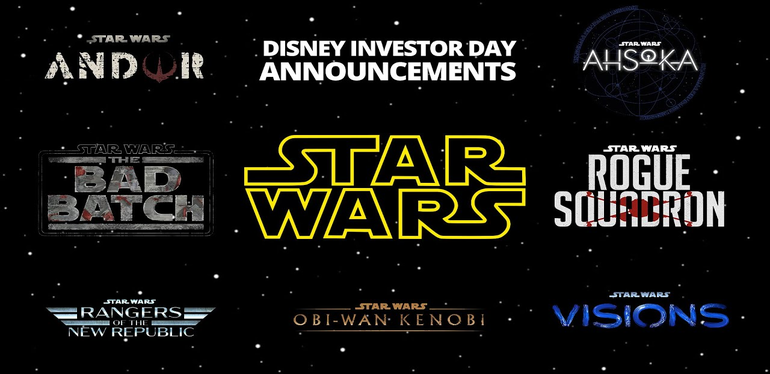 STAR WARS
ANDOR
DISNEY INVESTOR DAY
ANNOUNCEMENTS
STAR WARS
AHSOKA
STAR WARS
THE
BAD
BATCH
STAR
WARS
STAR WARS
ROGUE
SQUADRON
STAR WARS
RANGERS
OF THE
NEW REPUBLIC
STAR WARS
OBI-WAN KENOBI
STAR WARS
VISIONS